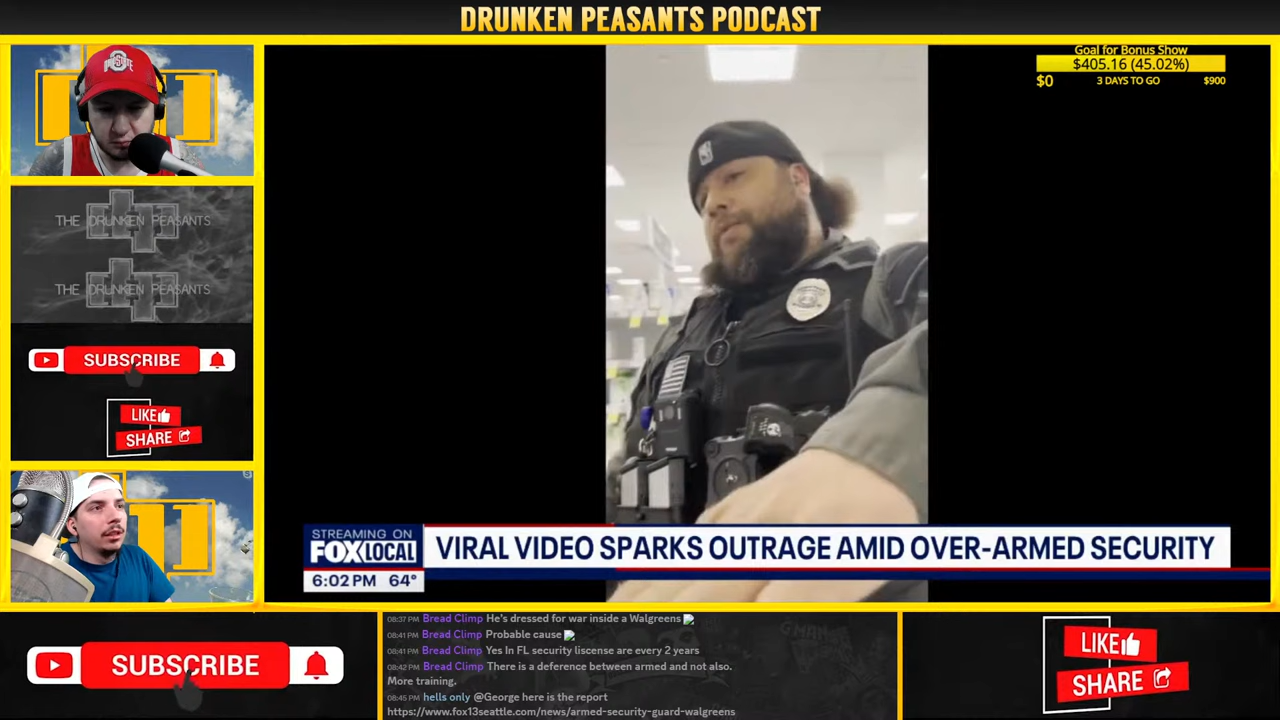 DRUNKEN PEASANTS PODCAST
Goal for Bonus Show
$405.16 (45.02%)
$0
3 DAYS TO GO
$900
THE DRUNKEN PEASANTS
THE DRUNKEN PEASANTS
SUBSCRIBE
LIKE
SHARE
STREAMING ON
FOX LOCAL
6:02 PM 64°
VIRAL VIDEO SPARKS OUTRAGE AMID OVER-ARMED SECURITY
SUBSCRIBE
08:37 PM Bread Climp He's dressed for war inside a Walgreens
08:41 PM Bread Climp Probable cause
08:41 PM Bread Climp Yes In FL security liscense are every 2 years
08:42 PM Bread Climp There is a deference between armed and not also.
More training.
08:45 PM hells only @George here is the report
https://www.fox13seattle.com/news/armed-security-guard-walgreens
LIKE
SHARE